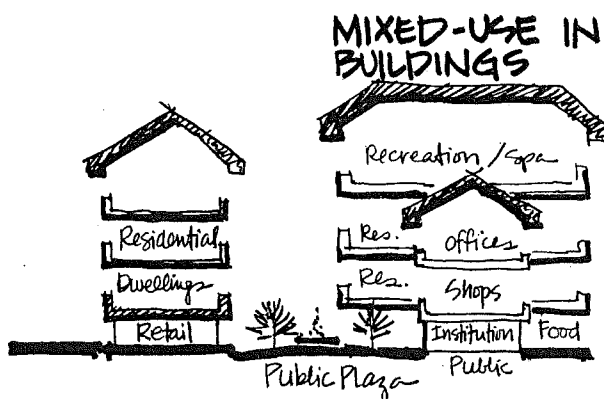 MIXED-USE IN
BUILDINGS
Recreation/Spa
Residential
Res.
Offices
Dwellings
Res.
Shops
Retail
Institution
Food
Public Plaza
Public